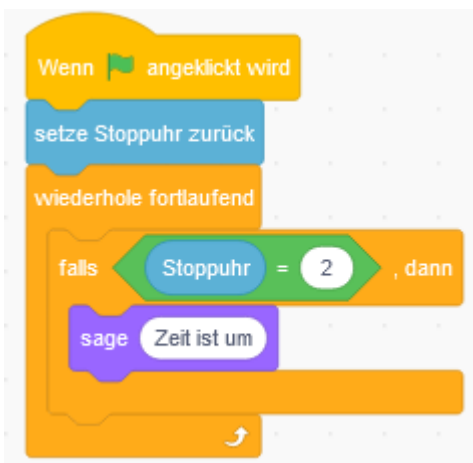 Wenn angeklickt wird
setze Stoppuhr zurück
wiederhole fortlaufend
falls Stoppuhr = 2 , dann
sage Zeit ist um